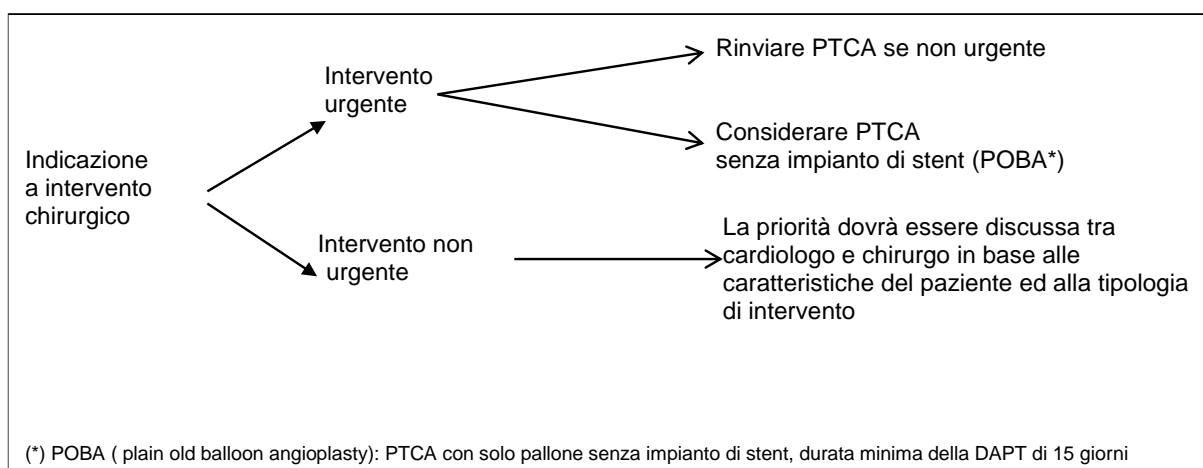 Rinviare PTCA se non urgente
Intervento
urgente
Considerare PTCA
senza impianto di stent (POBA*)
Indicazione
a intervento
chirurgico
La priorità dovrà essere discussa tra
cardiologo e chirurgo in base alle
caratteristiche del paziente ed alla tipologia
di intervento
Intervento non
urgente
(*) POBA ( plain old balloon angioplasty): PTCA con solo pallone senza impianto di stent, durata minima della DAPT di 15 giorni